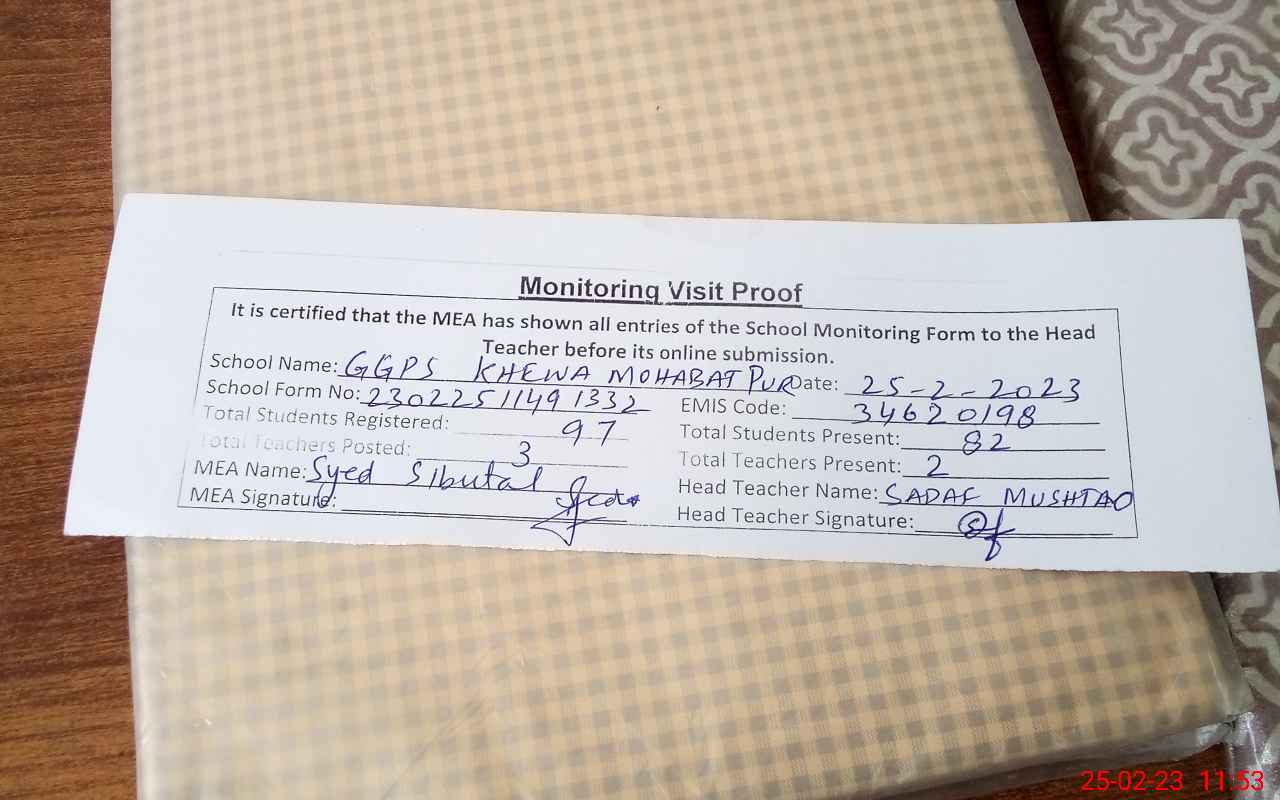 Monitoring Visit Proof
It is certified that the MEA has shown all entries of the School Monitoring Form to the Head
Teacher before its online submission.
School Name: GGPS KHEWA MOHABAT PUR Date: 25-2-2023
School Form No: 2302251149 1332 EMIS Code: 34620198
Total Students Registered: 97 Total Students Present: 82
Total Teachers Posted: 3 Total Teachers Present: 2
MEA Name: Syed Sibutal Head Teacher Name: SADAF MUSHTAQ
MEA Signature: Head Teacher Signature:
25-02-23 11:53